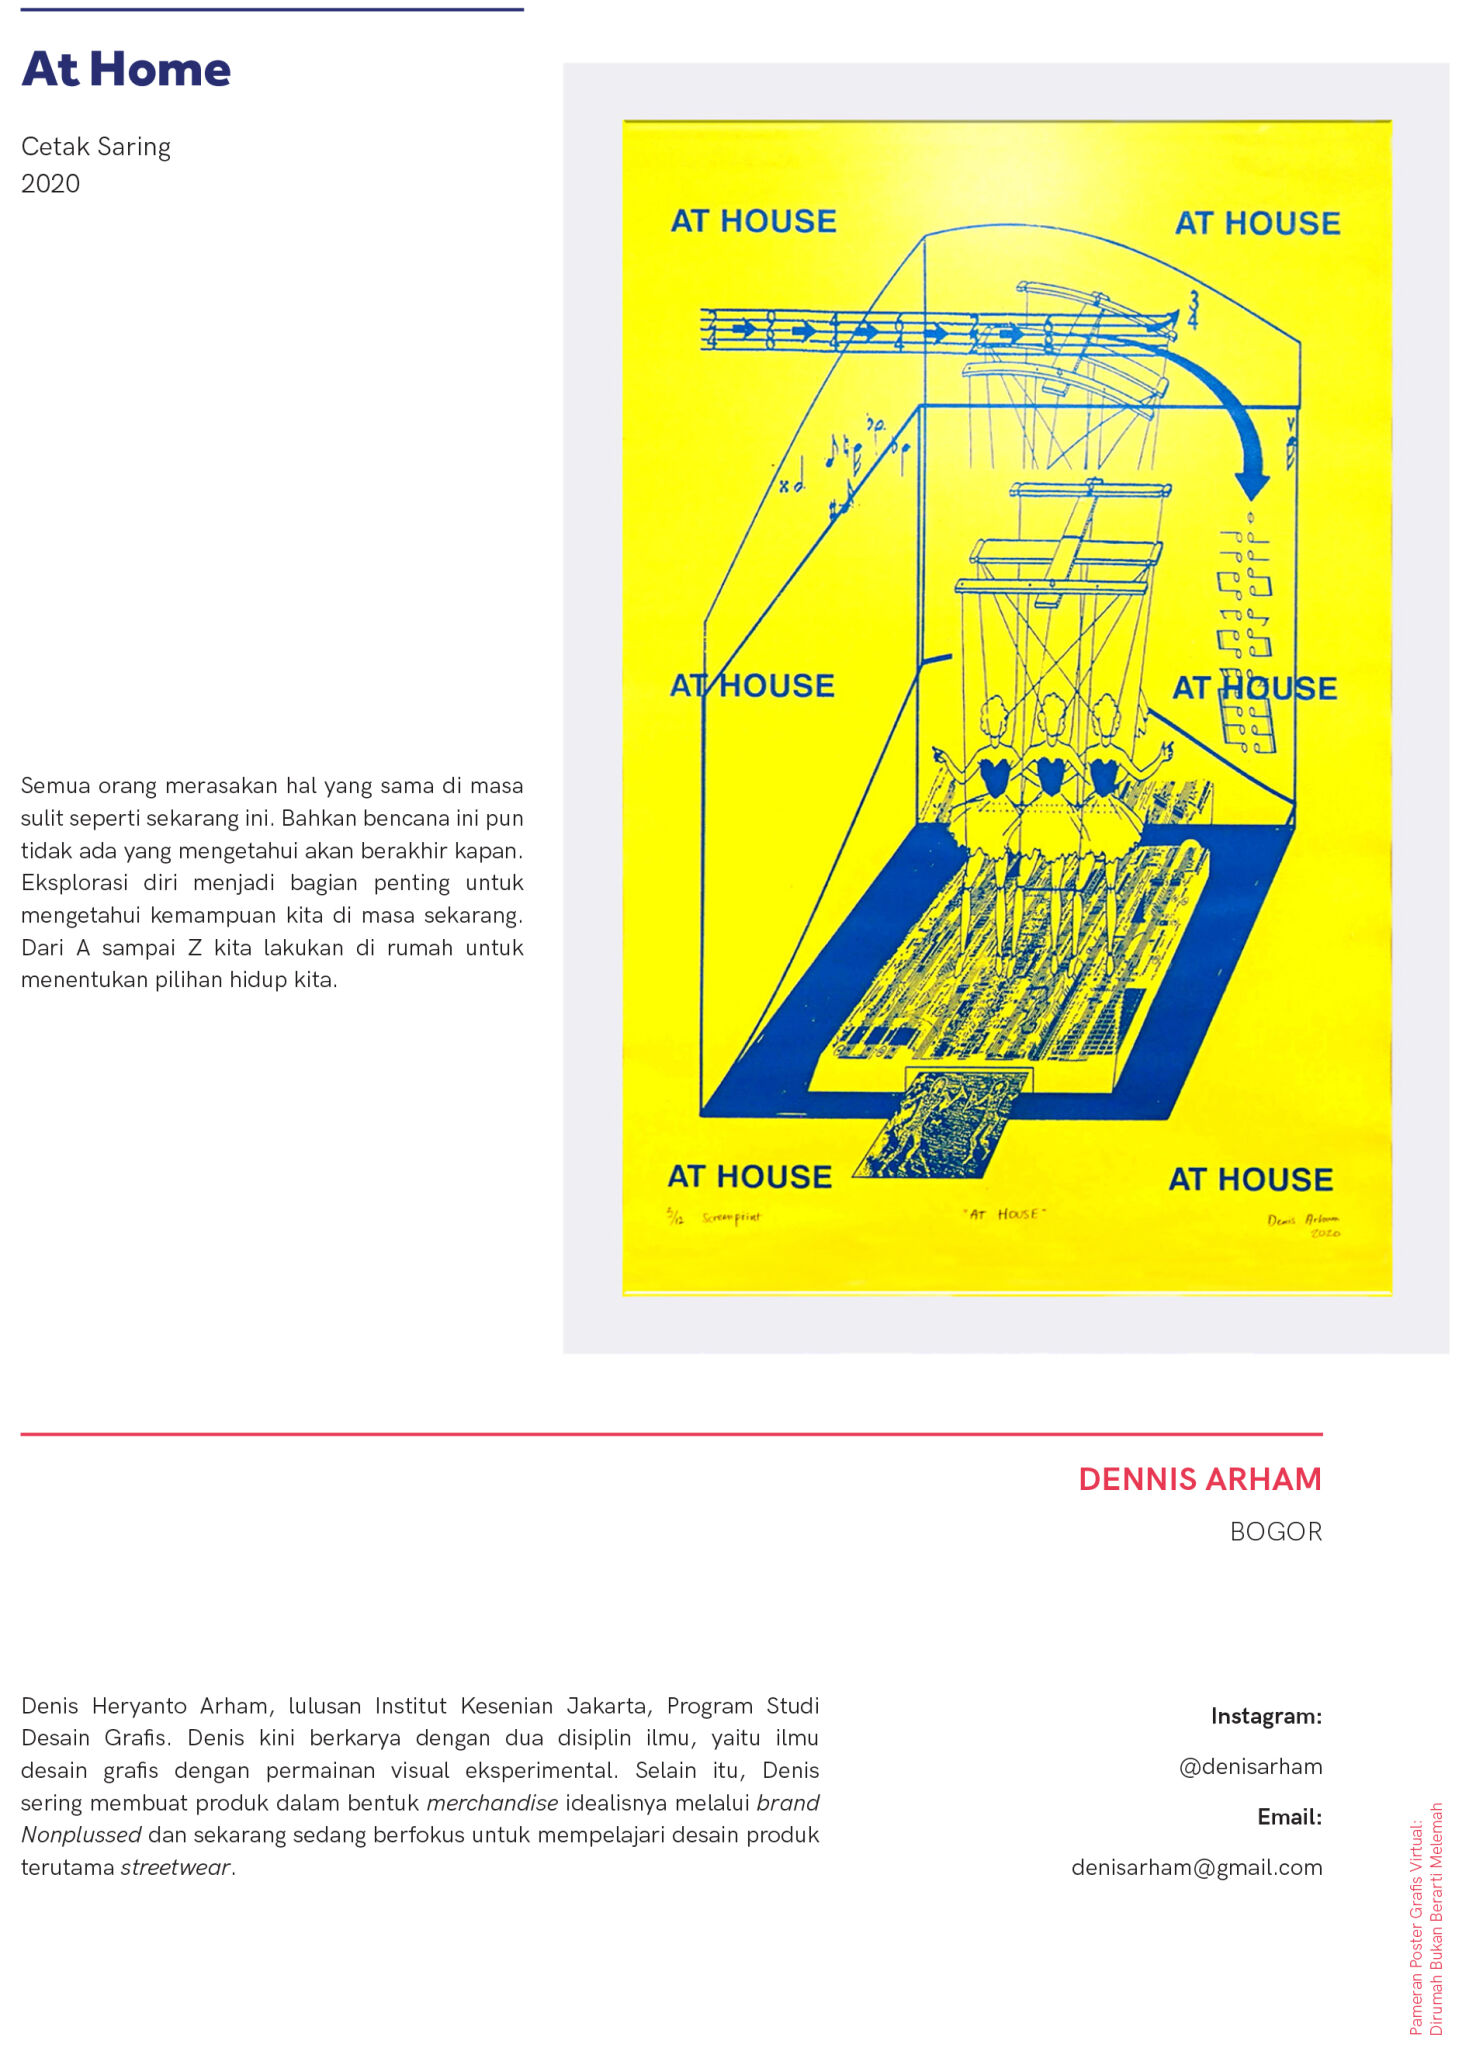 At Home
Cetak Saring
2020
AT HOUSE
AT HOUSE
3
4
AT HOUSE
AT HOUSE
AT HOUSE
AT HOUSE
Screenprint
"AT HOUSE"
Denis Arham
2020
Semua orang merasakan hal yang sama di masa
sulit seperti sekarang ini. Bahkan bencana ini pun
tidak ada yang mengetahui akan berakhir kapan.
Eksplorasi diri menjadi bagian penting untuk
mengetahui kemampuan kita di masa sekarang.
Dari A sampai Z kita lakukan di rumah untuk
menentukan pilihan hidup kita.
DENNIS ARHAM
BOGOR
Denis Heryanto Arham, lulusan Institut Kesenian Jakarta, Program Studi
Desain Grafis. Denis kini berkarya dengan dua disiplin ilmu, yaitu ilmu
desain grafis dengan permainan visual eksperimental. Selain itu, Denis
sering membuat produk dalam bentuk merchandise idealisnya melalui brand
Nonplussed dan sekarang sedang berfokus untuk mempelajari desain produk
terutama streetwear.
Instagram:
@denisarham
Email:
denisarham@gmail.com
Pameran Poster Grafis Virtual:
Dirumah Bukan Berarti Melemah